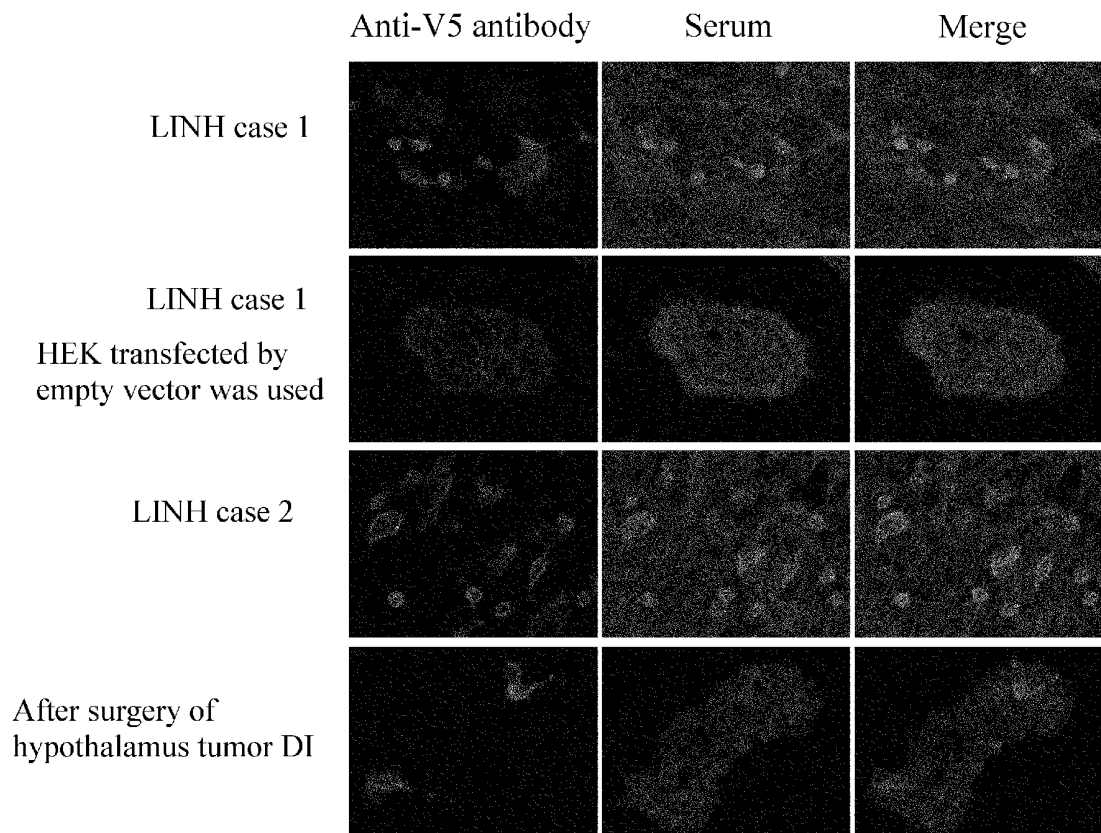 Anti-V5 antibody Serum Merge
LINH case 1
LINH case 1
HEK transfected by
empty vector was used
LINH case 2
After surgery of
hypothalamus tumor DI